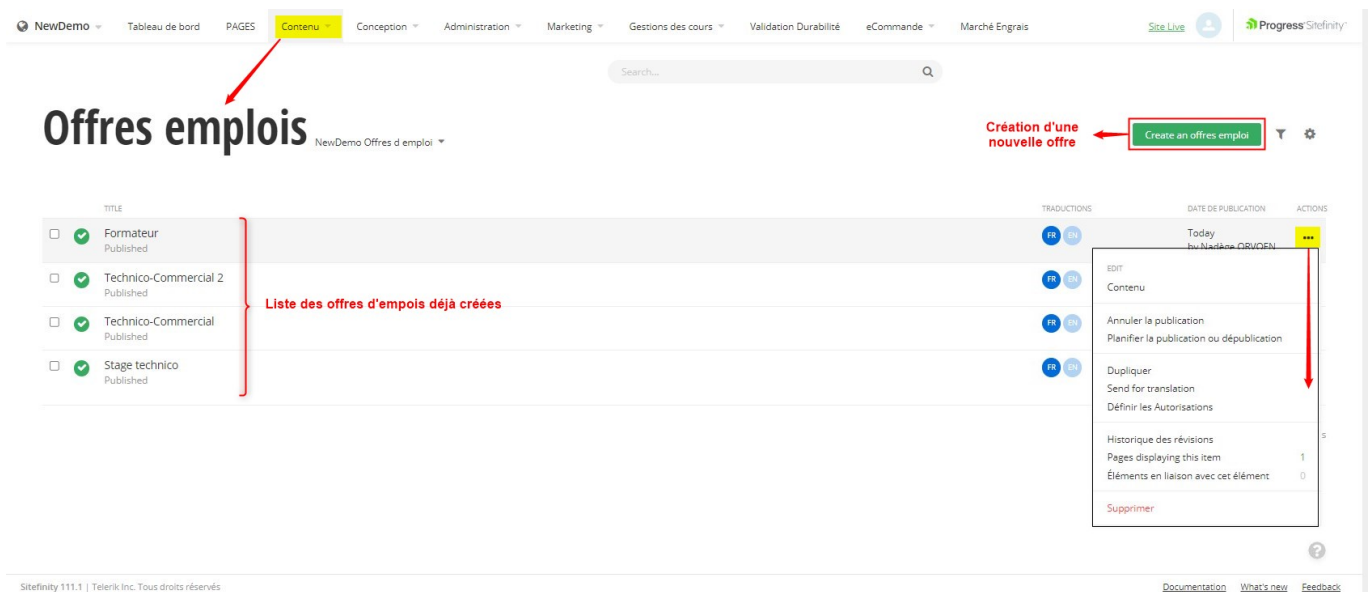 NewDemo Tableau de bord PAGES Contenu Conception Administration Marketing Gestions des cours Validation Durabilité eCommande Marché Engrais Site Live Progress Sitefinity
Search...
Offres emplois NewDemo Offres d emploi
Création d'une
nouvelle offre
Create an offres emploi
TITLE TRADUCTIONS DATE DE PUBLICATION ACTIONS
Formateur FR EN Today
Published by Nadège ORVOEN
Technico-Commercial 2 FR EN
Published
Liste des offres d'empois déjà créées
Technico-Commercial FR EN
Published
Stage technico FR EN
Published
EDIT
Contenu
Annuler la publication
Planifier la publication ou dépublication
Dupliquer
Send for translation
Définir les Autorisations
Historique des révisions
Pages displaying this item 1
Éléments en liaison avec cet élément 0
Supprimer
s
?
Sitefinity 111.1 | Telerik Inc. Tous droits réservés Documentation What's new Feedback